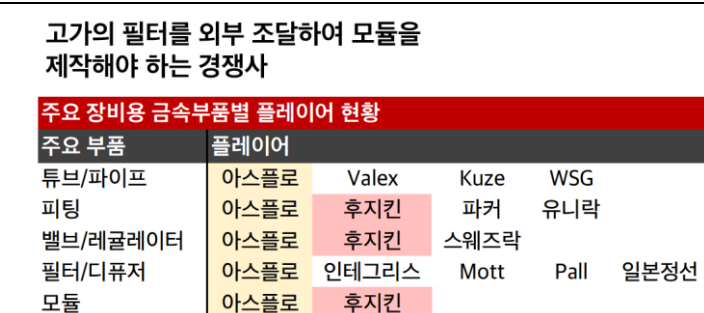 고가의 필터를 외부 조달하여 모듈을
제작해야 하는 경쟁사
주요 장비용 금속부품별 플레이어 현황
주요 부품 플레이어
튜브/파이프 아스플로 Valex Kuze WSG
피팅 아스플로 후지킨 파커 유니락
밸브/레귤레이터 아스플로 후지킨 스웨즈락
필터/디퓨저 아스플로 인테그리스 Mott Pall 일본정선
모듈 아스플로 후지킨